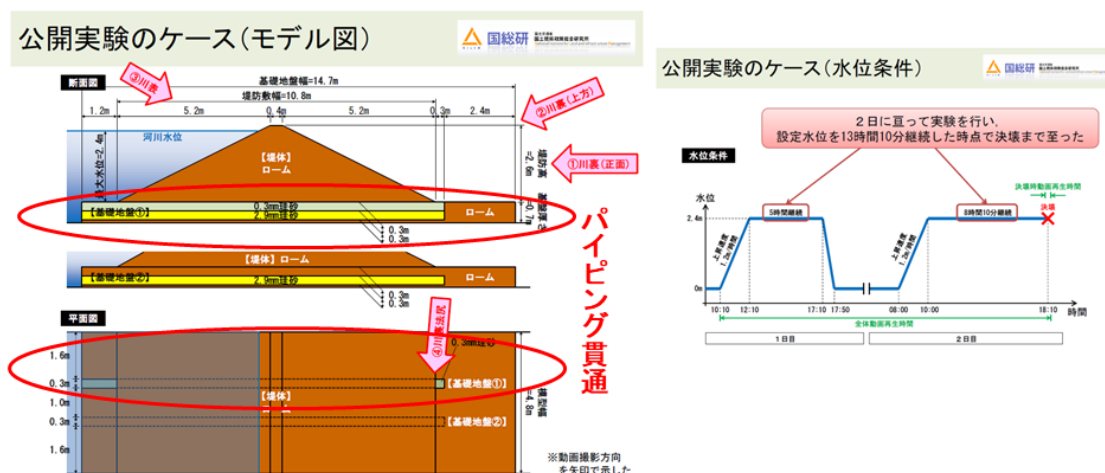 公開実験のケース(モデル図)
国総研
断面図
③川表
基礎地盤幅=14.7m
堤防敷幅=10.8m
②川裏(上方)
1.2m
5.2m
0.4m
5.2m
0.3m
2.4m
河川水位
最大水位=2.4m
【堤体】
ローム
堤防高
=2.6m
①川裏(正面)
【基礎地盤①】
0.3mm珪砂
2.9mm珪砂
ローム
基盤厚さ
=0.7m
0.3m
0.3m
パイピング貫通
【堤体】ローム
【基礎地盤②】
2.9mm珪砂
ローム
0.3m
0.3m
平面図
④川裏法尻
0.3mm珪砂
1.6m
0.3m
1.0m
0.3m
1.6m
【基礎地盤①】
【堤体】
【基礎地盤②】
模型幅
=4.8m
※動画撮影方向
を矢印で示した
公開実験のケース(水位条件)
国総研
2日に亘って実験を行い,
設定水位を13時間10分継続した時点で決壊まで至った
水位条件
決壊時動画再生時間
水位
決壊
2.4m
5時間継続
8時間10分継続
上昇速度
1.2m/時間
上昇速度
1.2m/時間
0m
10:10
12:10
17:10
17:50
08:00
10:00
18:10
時間
全体動画再生時間
1日目
2日目